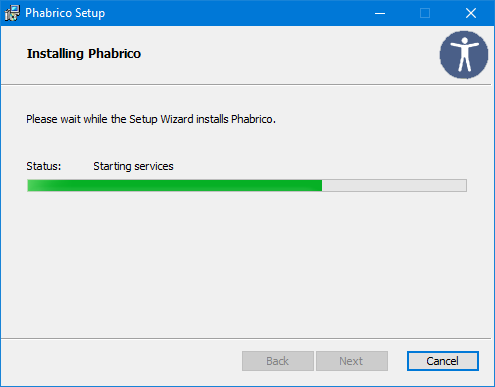 Phabrico Setup
Installing Phabrico
Please wait while the Setup Wizard installs Phabrico.
Status: Starting services
Back Next Cancel